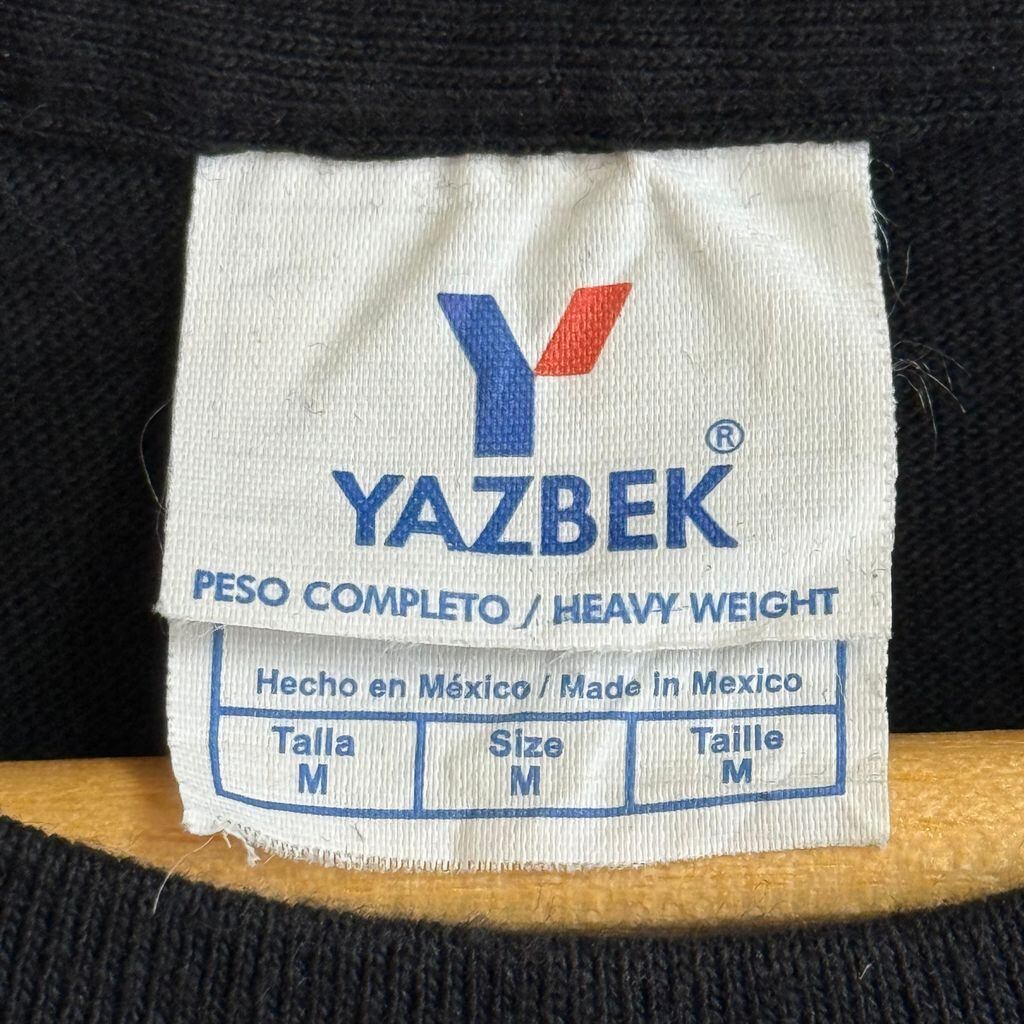 Y
®
YAZBEK
PESO COMPLETO / HEAVY WEIGHT
Hecho en México / Made in Mexico
Talla Size Taille
M M M